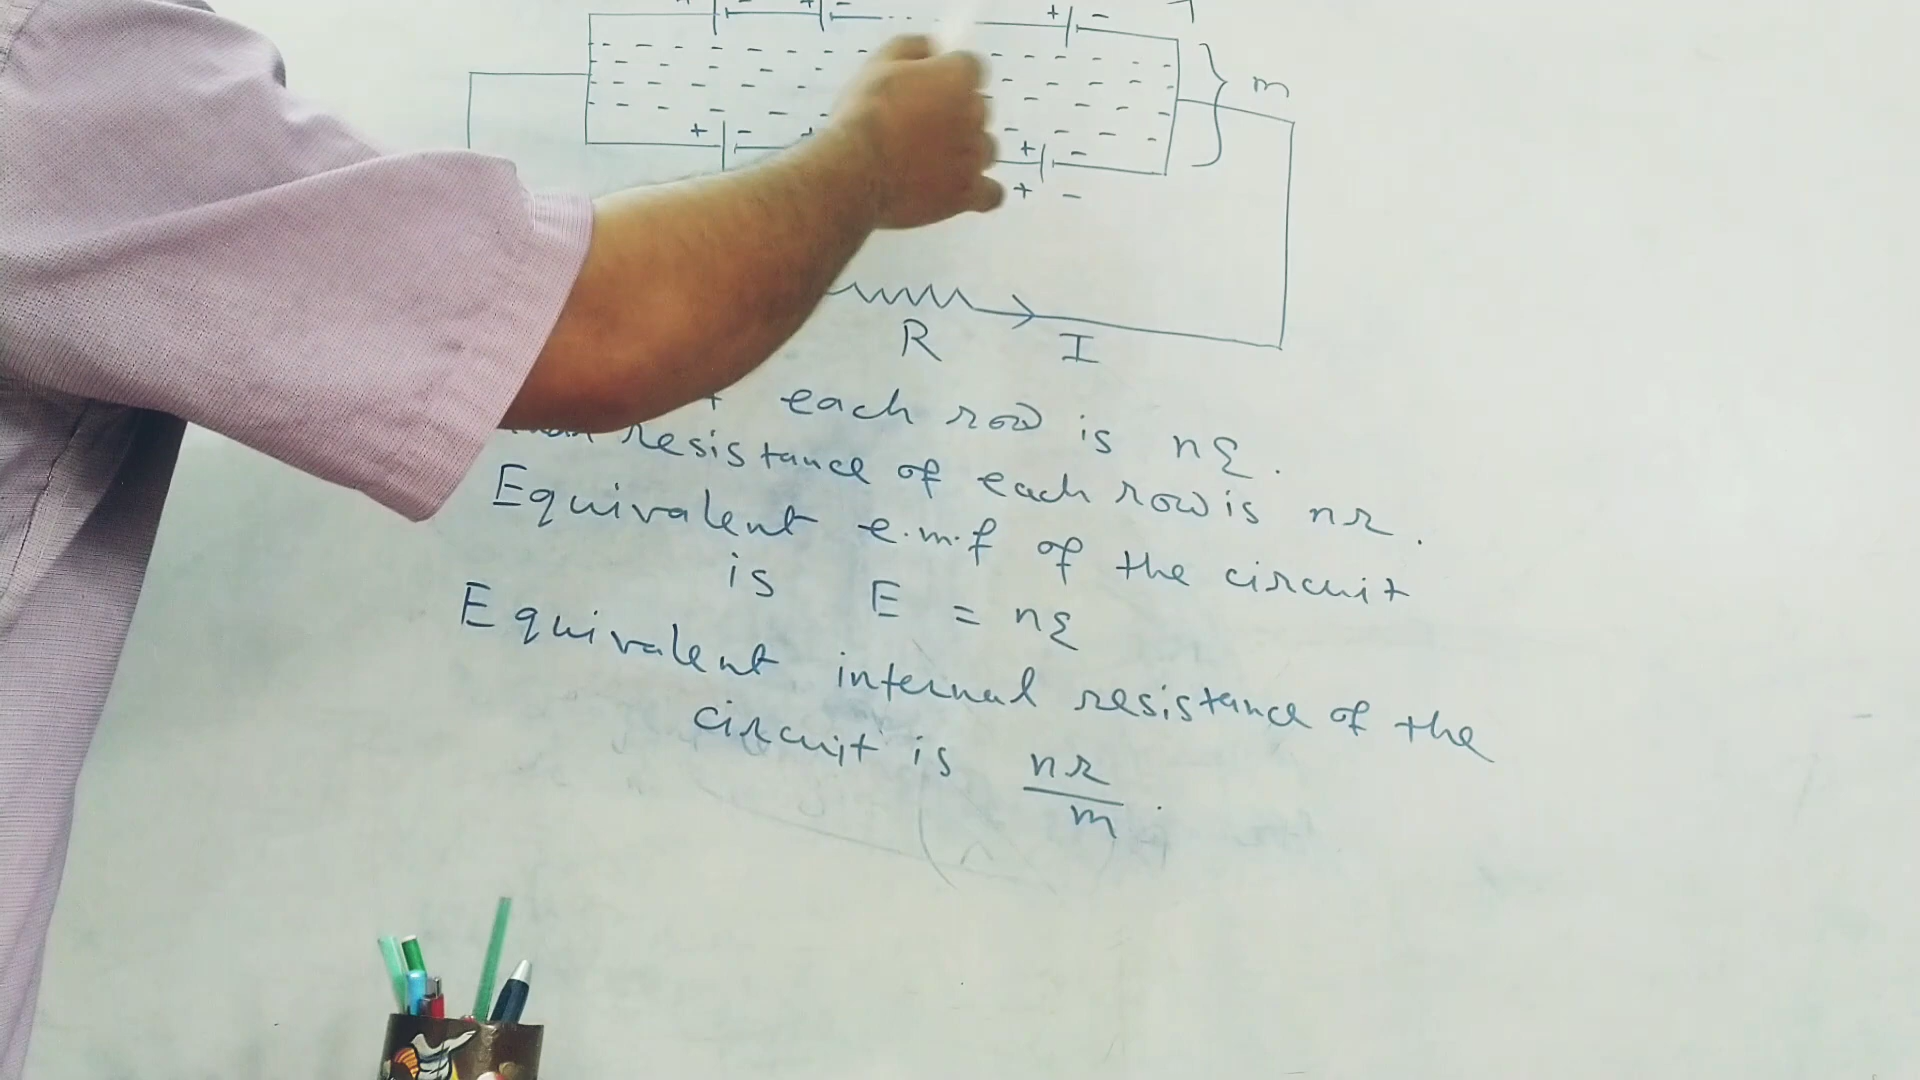 + - + - + -
m
+ - + -
+ -
R I
each row is nε.
resistance of each row is nr.
Equivalent e.m.f of the circuit
is E = nε
Equivalent internal resistance of the
circuit is nr/m.